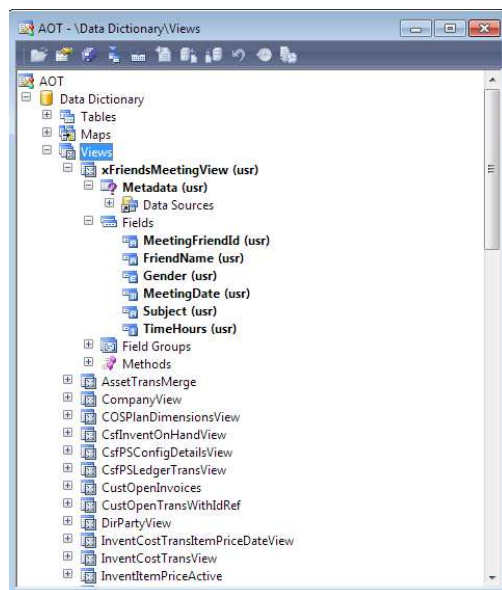 AOT - \Data Dictionary\Views
AOT
Data Dictionary
Tables
Maps
Views
xFriendsMeetingView (usr)
Metadata (usr)
Data Sources
Fields
MeetingFriendId (usr)
FriendName (usr)
Gender (usr)
MeetingDate (usr)
Subject (usr)
TimeHours (usr)
Field Groups
Methods
AssetTransMerge
CompanyView
COSPlanDimensionsView
CsfInventOnHandView
CsfPSConfigDetailsView
CsfPSLedgerTransView
CustOpenInvoices
CustOpenTransWithIdRef
DirPartyView
InventCostTransItemPriceDateView
InventCostTransView
InventItemPriceActive